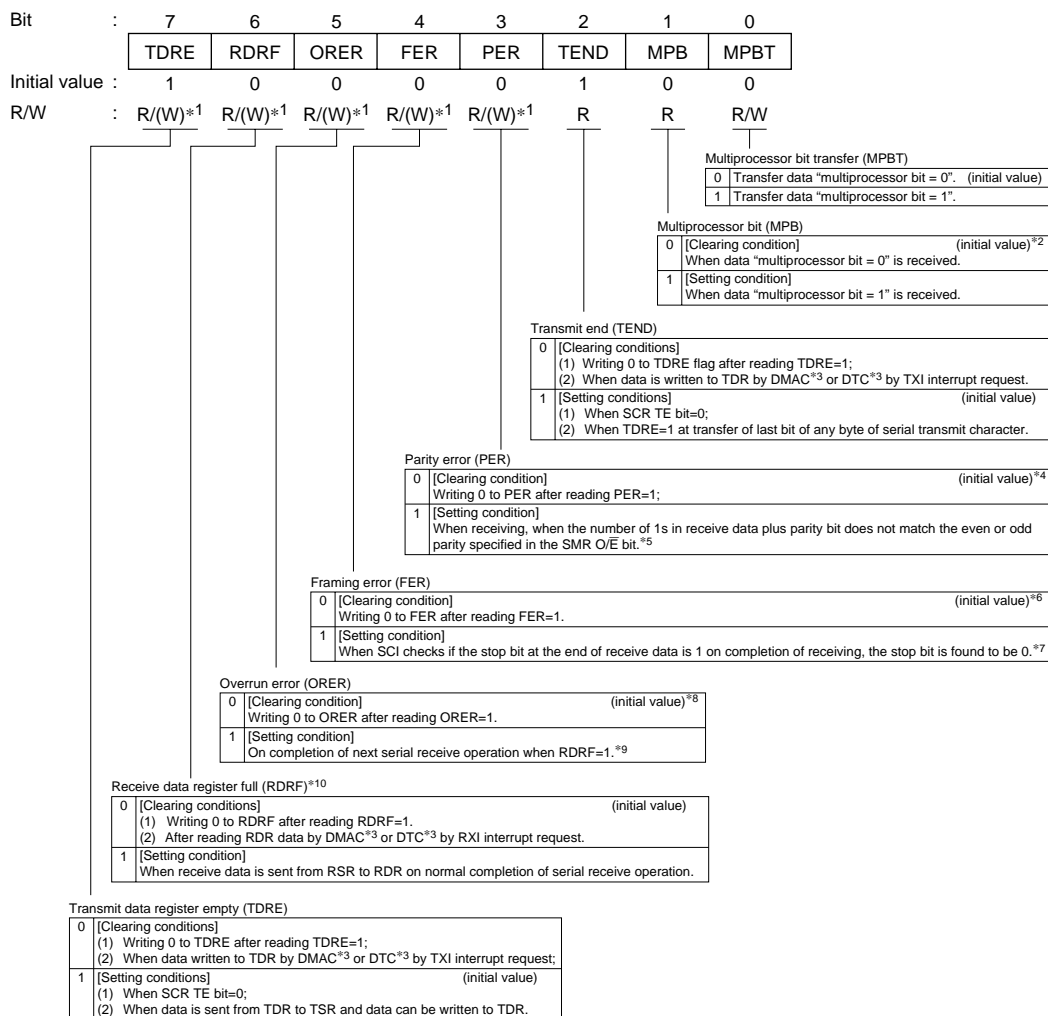 Bit : 7 6 5 4 3 2 1 0
TDRE RDRF ORER FER PER TEND MPB MPBT
Initial value : 1 0 0 0 0 1 0 0
R/W : R/(W)*1 R/(W)*1 R/(W)*1 R/(W)*1 R/(W)*1 R R R/W
Multiprocessor bit transfer (MPBT)
0 Transfer data “multiprocessor bit = 0”. (initial value)
1 Transfer data “multiprocessor bit = 1”.
Multiprocessor bit (MPB)
0 [Clearing condition] (initial value)*2
When data “multiprocessor bit = 0” is received.
1 [Setting condition]
When data “multiprocessor bit = 1” is received.
Transmit end (TEND)
0 [Clearing conditions]
(1) Writing 0 to TDRE flag after reading TDRE=1;
(2) When data is written to TDR by DMAC*3 or DTC*3 by TXI interrupt request.
1 [Setting conditions] (initial value)
(1) When SCR TE bit=0;
(2) When TDRE=1 at transfer of last bit of any byte of serial transmit character.
Parity error (PER)
0 [Clearing condition] (initial value)*4
Writing 0 to PER after reading PER=1;
1 [Setting condition]
When receiving, when the number of 1s in receive data plus parity bit does not match the even or odd
parity specified in the SMR O/E̅ bit.*5
Framing error (FER)
0 [Clearing condition] (initial value)*6
Writing 0 to FER after reading FER=1.
1 [Setting condition]
When SCI checks if the stop bit at the end of receive data is 1 on completion of receiving, the stop bit is found to be 0.*7
Overrun error (ORER)
0 [Clearing condition] (initial value)*8
Writing 0 to ORER after reading ORER=1.
1 [Setting condition]
On completion of next serial receive operation when RDRF=1.*9
Receive data register full (RDRF)*10
0 [Clearing conditions] (initial value)
(1) Writing 0 to RDRF after reading RDRF=1.
(2) After reading RDR data by DMAC*3 or DTC*3 by RXI interrupt request.
1 [Setting condition]
When receive data is sent from RSR to RDR on normal completion of serial receive operation.
Transmit data register empty (TDRE)
0 [Clearing conditions]
(1) Writing 0 to TDRE after reading TDRE=1;
(2) When data written to TDR by DMAC*3 or DTC*3 by TXI interrupt request;
1 [Setting conditions] (initial value)
(1) When SCR TE bit=0;
(2) When data is sent from TDR to TSR and data can be written to TDR.